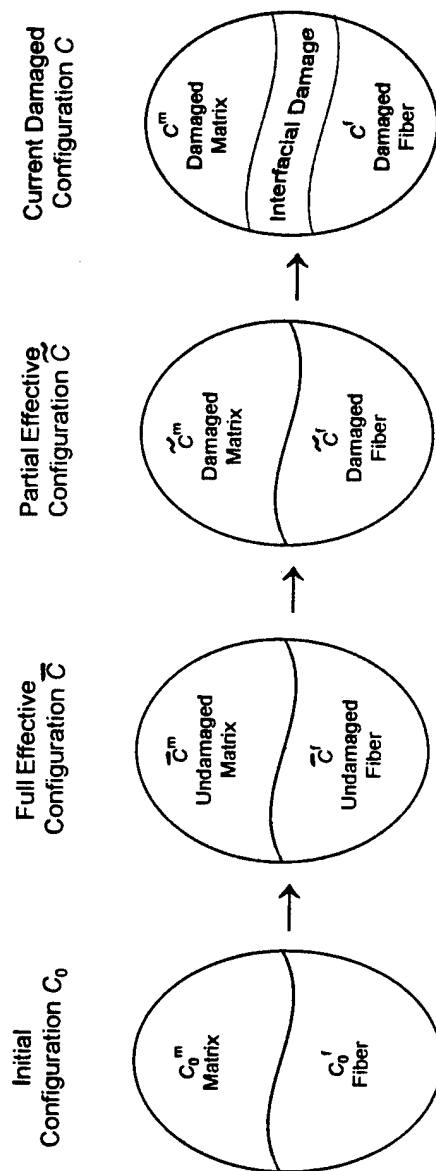 Initial
Configuration C₀
C₀ᵐ
Matrix
C₀ᶠ
Fiber
Full Effective
Configuration C̄
C̄ᵐ
Undamaged
Matrix
C̄ᶠ
Undamaged
Fiber
Partial Effective
Configuration C̃
C̃ᵐ
Damaged
Matrix
C̃ᶠ
Damaged
Fiber
Current Damaged
Configuration C
Cᵐ
Damaged
Matrix
Interfacial Damage
Cᶠ
Damaged
Fiber